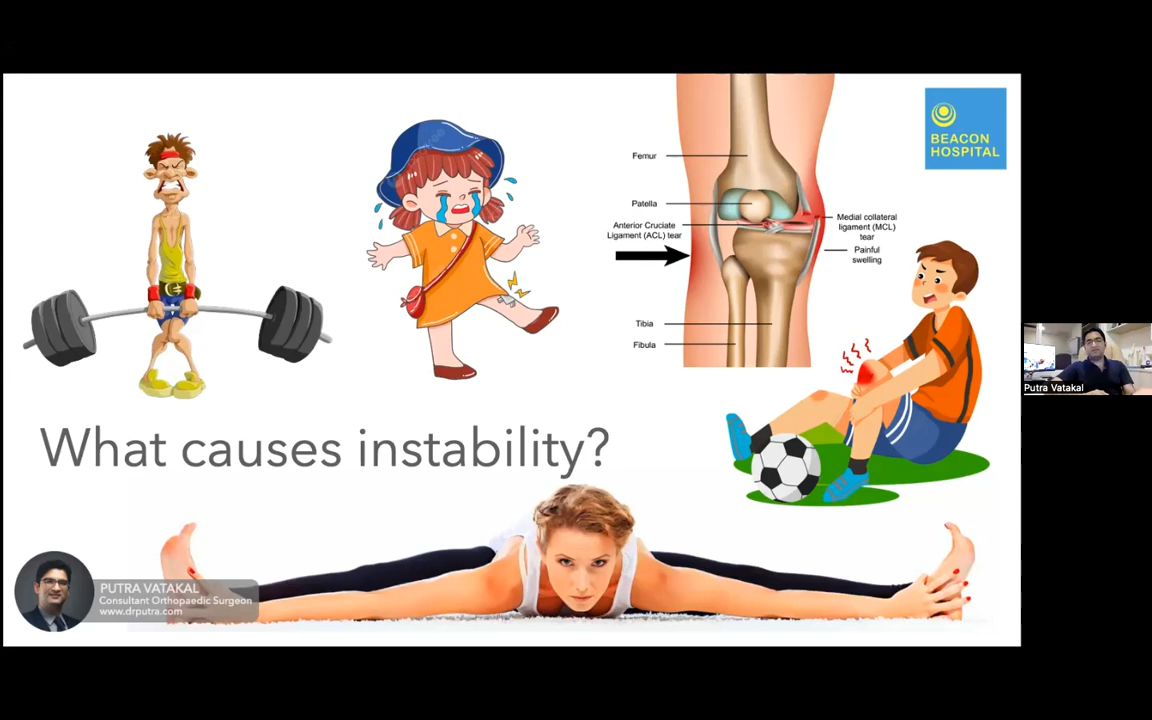 BEACON
HOSPITAL
Femur
Patella
Anterior Cruciate
Ligament (ACL) tear
Medial collateral
ligament (MCL)
tear
Painful
swelling
Tibia
Fibula
What causes instability?
PUTRA VATAKAL
Consultant Orthopaedic Surgeon
www.drputra.com
Putra Vatakal